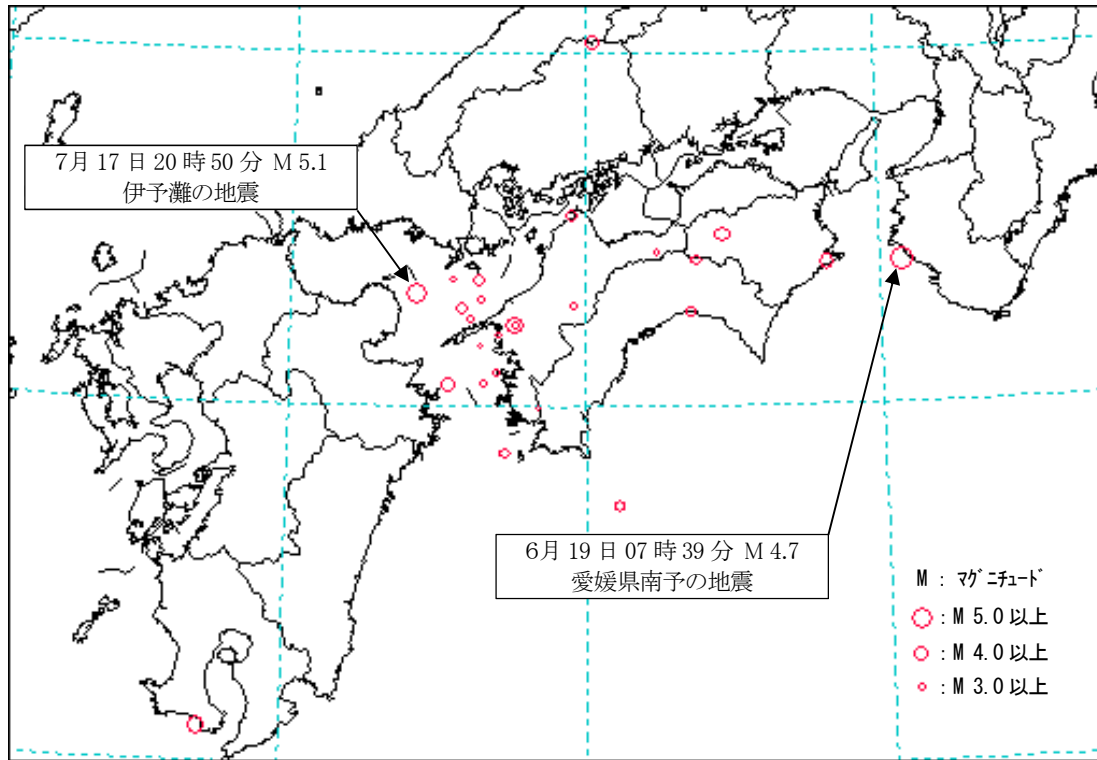 7月 17 日 20 時 50 分 M 5.1
伊予灘の地震
6月 19 日 07 時 39 分 M 4.7
愛媛県南予の地震
M : マグニチュード
: M 5.0 以上
: M 4.0 以上
: M 3.0 以上